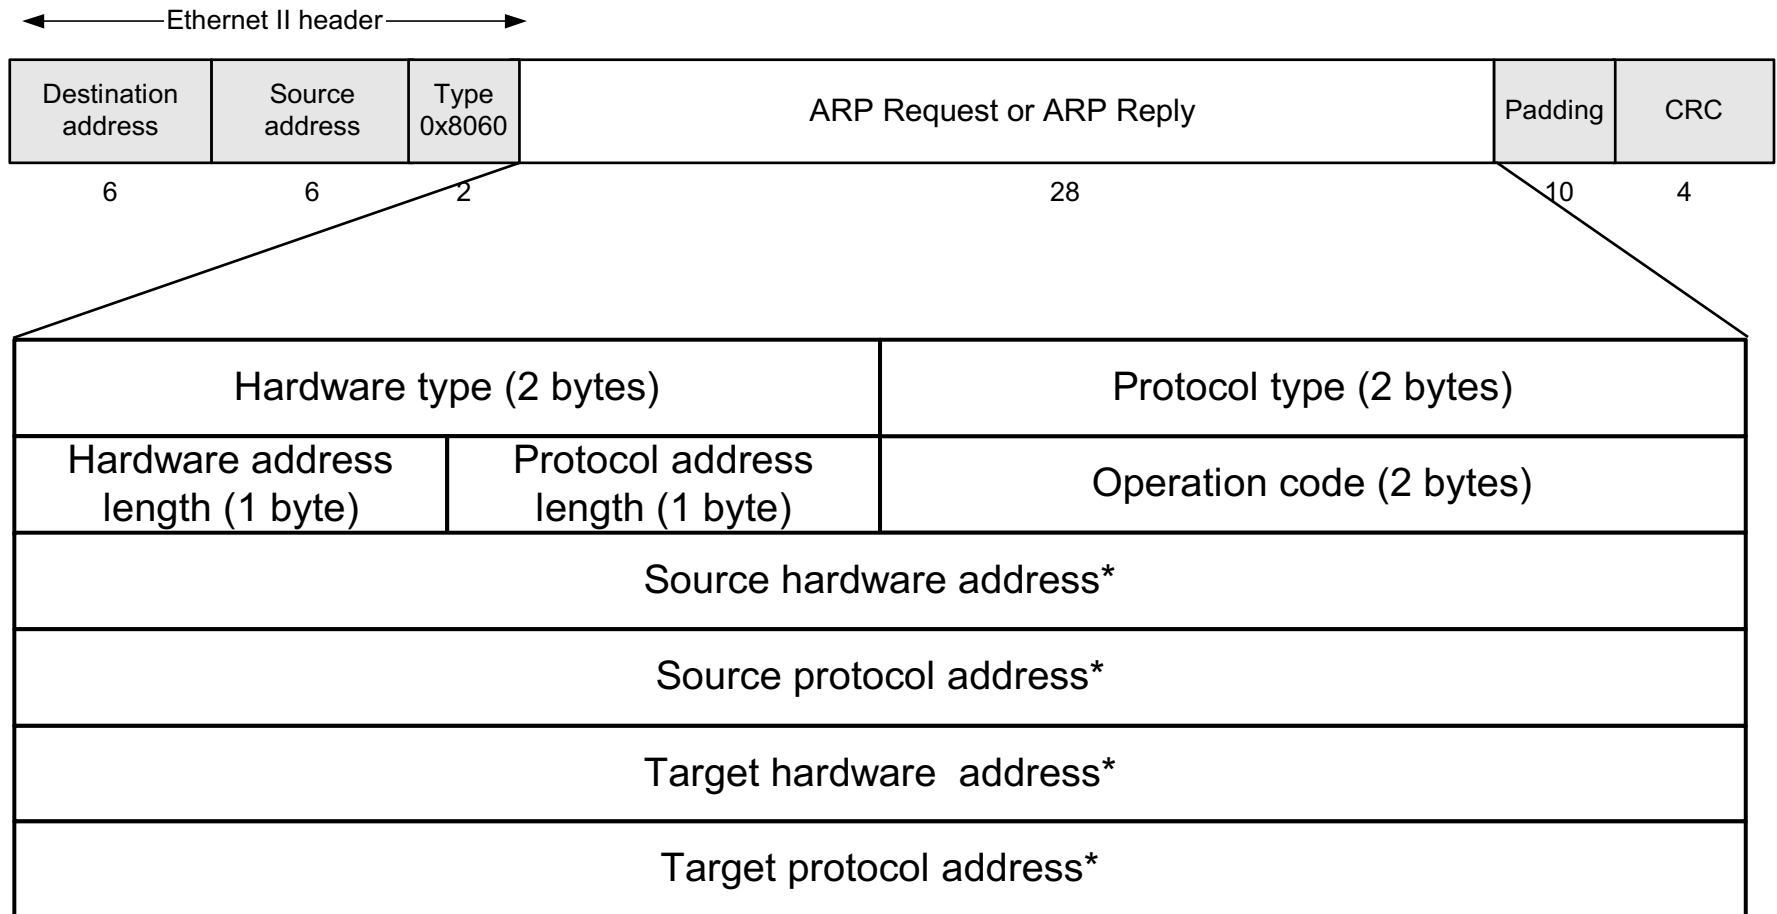 Ethernet II header
Destination
address
Source
address
Type
0x8060
ARP Request or ARP Reply
Padding
CRC
6
6
2
28
10
4
Hardware type (2 bytes)
Protocol type (2 bytes)
Hardware address
length (1 byte)
Protocol address
length (1 byte)
Operation code (2 bytes)
Source hardware address*
Source protocol address*
Target hardware address*
Target protocol address*